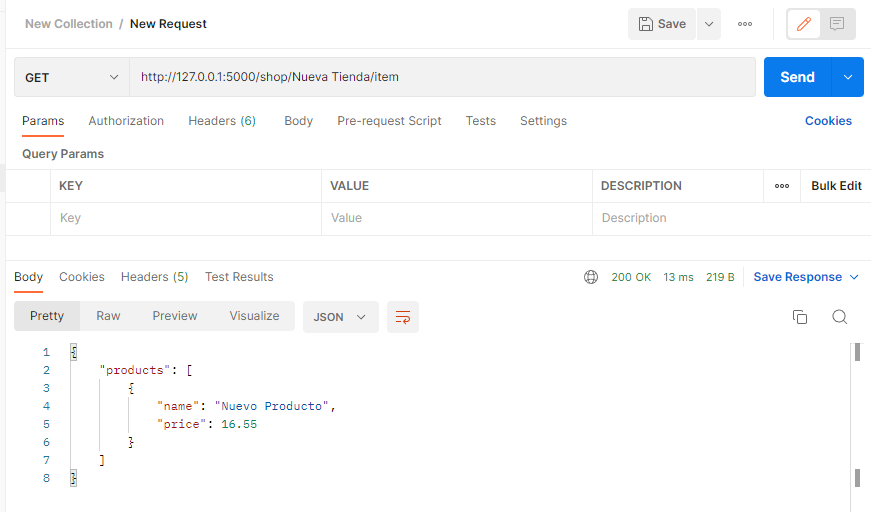 New Collection / New Request Save
GET http://127.0.0.1:5000/shop/Nueva Tienda/item Send
Params Authorization Headers (6) Body Pre-request Script Tests Settings Cookies
Query Params
KEY VALUE DESCRIPTION Bulk Edit
Key Value Description
Body Cookies Headers (5) Test Results 200 OK 13 ms 219 B Save Response
Pretty Raw Preview Visualize JSON
1 {
2 "products": [
3 {
4 "name": "Nuevo Producto",
5 "price": 16.55
6 }
7 ]
8 }